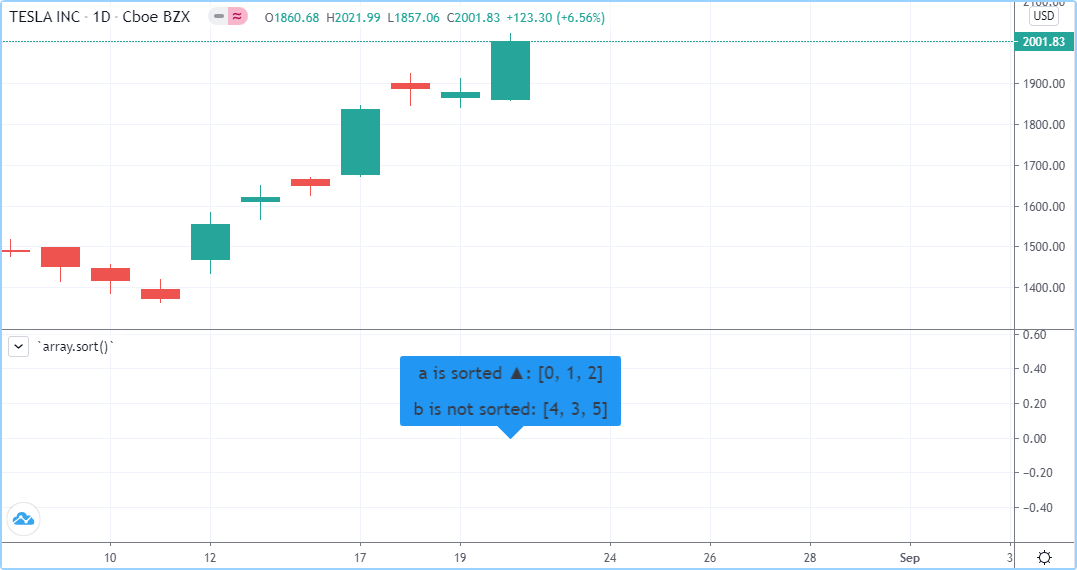 TESLA INC · 1D · Cboe BZX
O1860.68 H2021.99 L1857.06 C2001.83 +123.30 (+6.56%)
2100.00
USD
2001.83
1900.00
1800.00
1700.00
1600.00
1500.00
1400.00
`array.sort()`
0.60
0.40
0.20
0.00
−0.20
−0.40
a is sorted ▲: [0, 1, 2]
b is not sorted: [4, 3, 5]
10 12 17 19 24 26 28 Sep 3